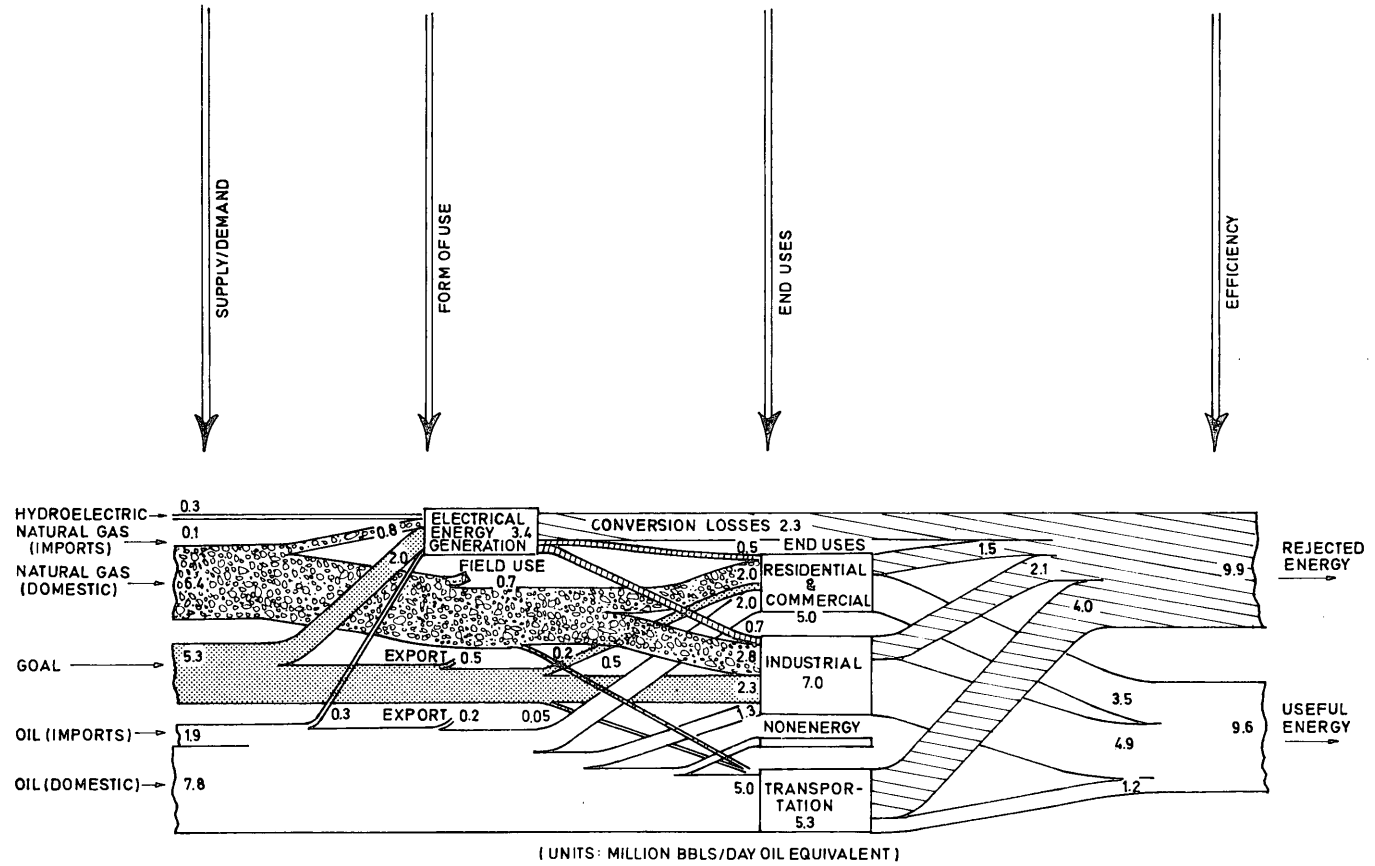 SUPPLY/DEMAND
FORM OF USE
END USES
EFFICIENCY
HYDROELECTRIC
0.3
NATURAL GAS
(IMPORTS)
0.1
NATURAL GAS
(DOMESTIC)
6.4
GOAL
5.3
OIL (IMPORTS)
1.9
OIL (DOMESTIC)
7.8
0.8
2.0
0.3
ELECTRICAL
ENERGY 3.4
GENERATION
FIELD USE
0.7
EXPORT
0.5
EXPORT
0.2
0.05
0.2
0.5
CONVERSION LOSSES 2.3
0.5
END USES
2.0
2.0
0.7
2.8
2.3
1.3
5.0
RESIDENTIAL
&
COMMERCIAL
5.0
INDUSTRIAL
7.0
NONENERGY
TRANSPOR-
TATION
5.3
1.5
2.1
4.0
3.5
4.9
1.2
9.9
REJECTED
ENERGY
9.6
USEFUL
ENERGY
(UNITS: MILLION BBLS/DAY OIL EQUIVALENT)